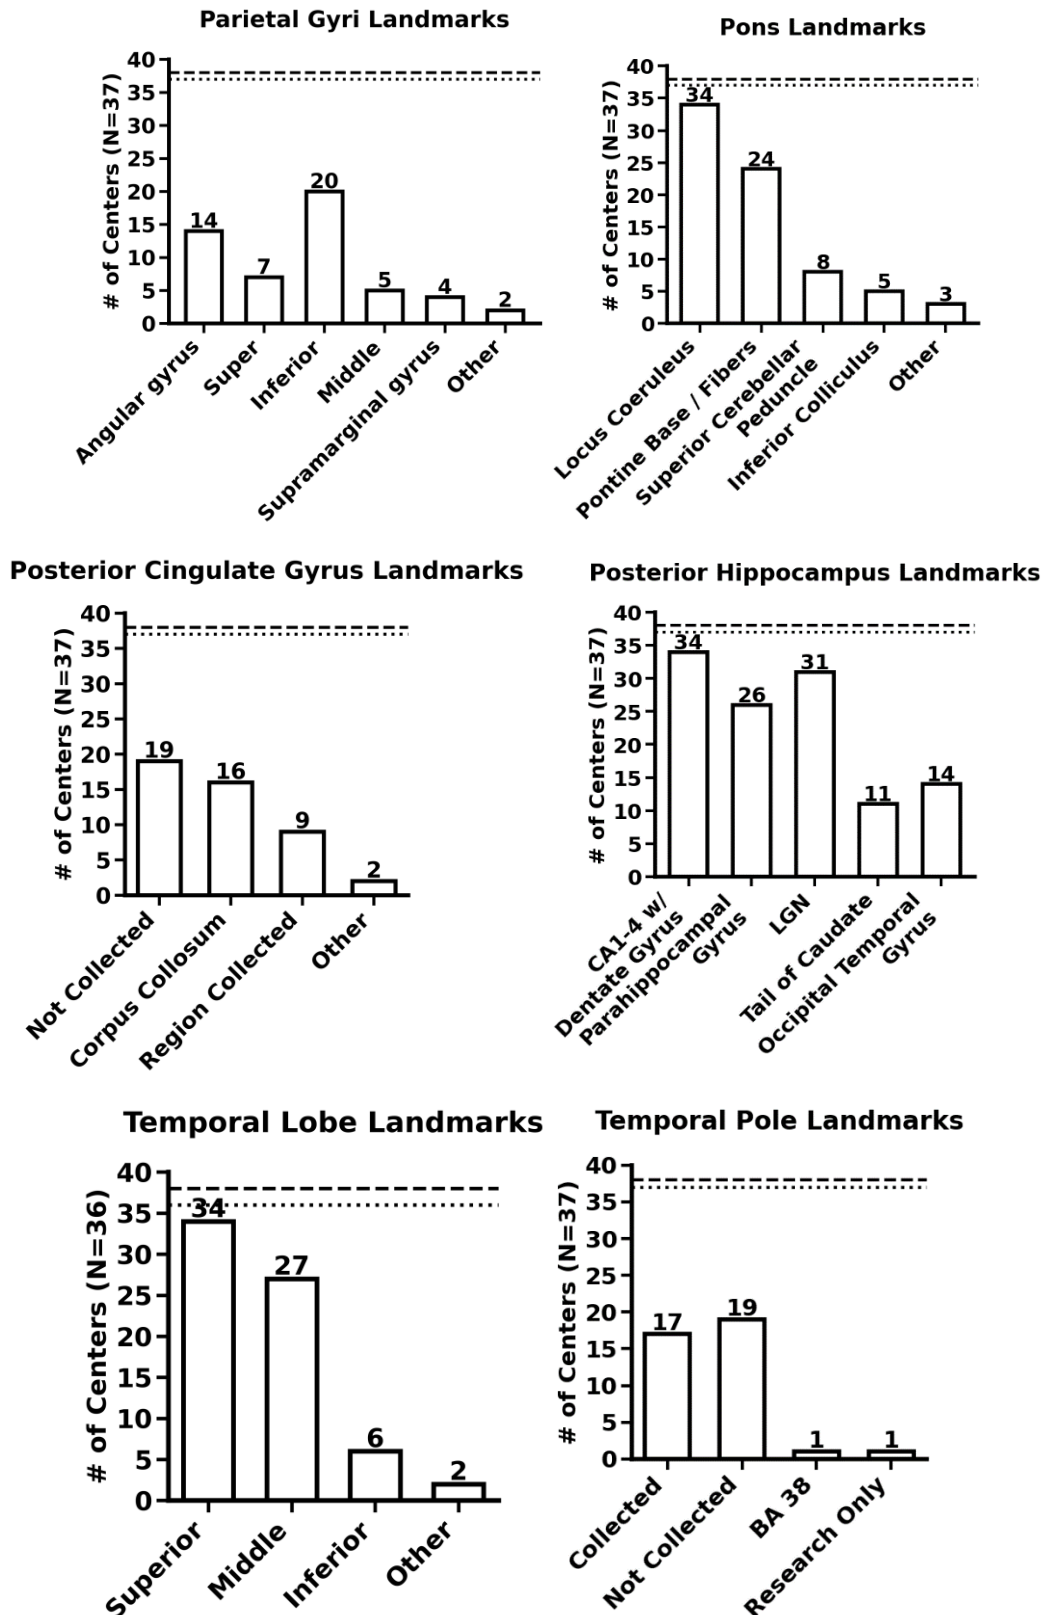 Parietal Gyri Landmarks
# of Centers (N=37)
40
35
30
25
20
15
10
5
0
14
7
20
5
4
2
Angular gyrus
Super
Inferior
Middle
Supramarginal gyrus
Other
Pons Landmarks
# of Centers (N=37)
40
35
30
25
20
15
10
5
0
34
24
8
5
3
Locus Coeruleus
Pontine Base / Fibers
Superior Cerebellar
Peduncle
Inferior Colliculus
Other
Posterior Cingulate Gyrus Landmarks
# of Centers (N=37)
40
35
30
25
20
15
10
5
0
19
16
9
2
Not Collected
Corpus Collosum
Region Collected
Other
Posterior Hippocampus Landmarks
# of Centers (N=37)
40
35
30
25
20
15
10
5
0
34
26
31
11
14
CA1-4 w/
Dentate Gyrus
Parahippocampal
Gyrus
LGN
Tail of Caudate
Occipital Temporal
Gyrus
Temporal Lobe Landmarks
# of Centers (N=36)
40
35
30
25
20
15
10
5
0
34
27
6
2
Superior
Middle
Inferior
Other
Temporal Pole Landmarks
# of Centers (N=37)
40
35
30
25
20
15
10
5
0
17
19
1
1
Collected
Not Collected
BA 38
Research Only